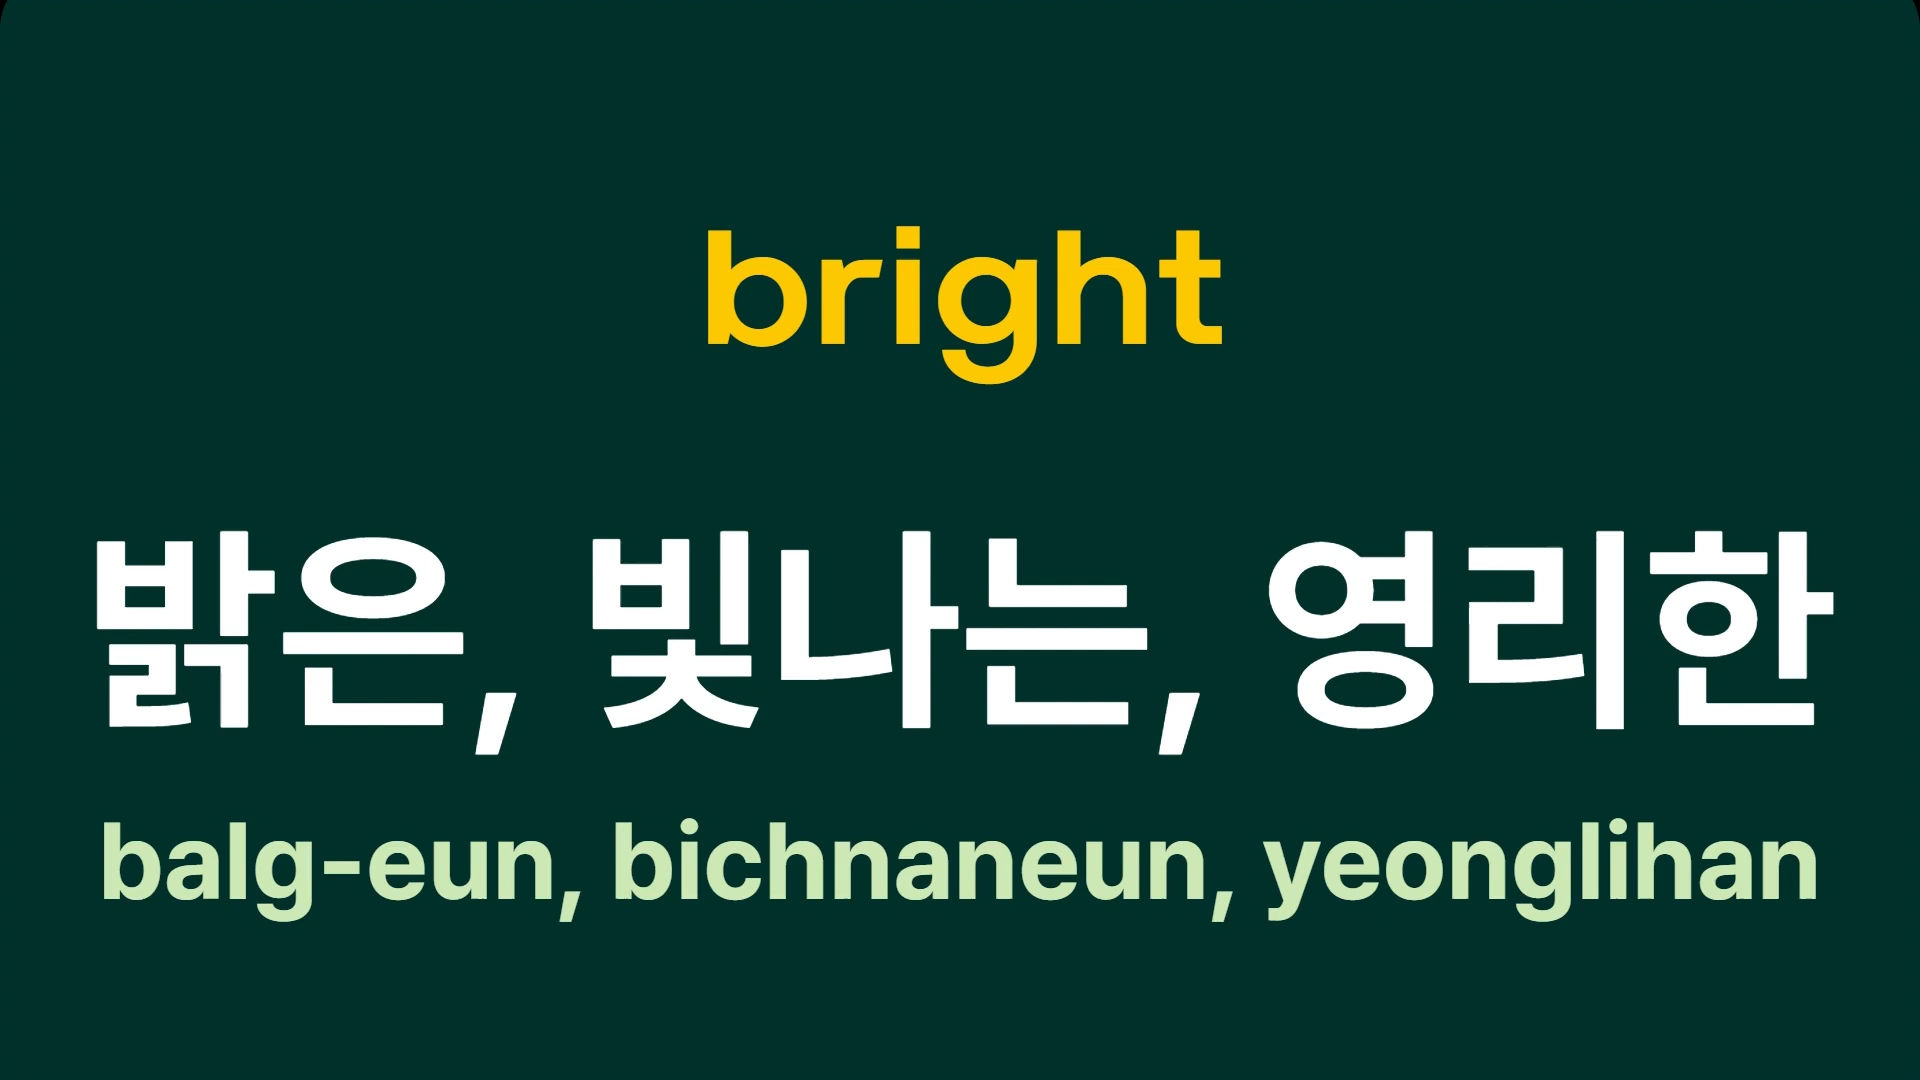 bright
밝은, 빛나는, 영리한
balg-eun, bichnaneun, yeonglihan